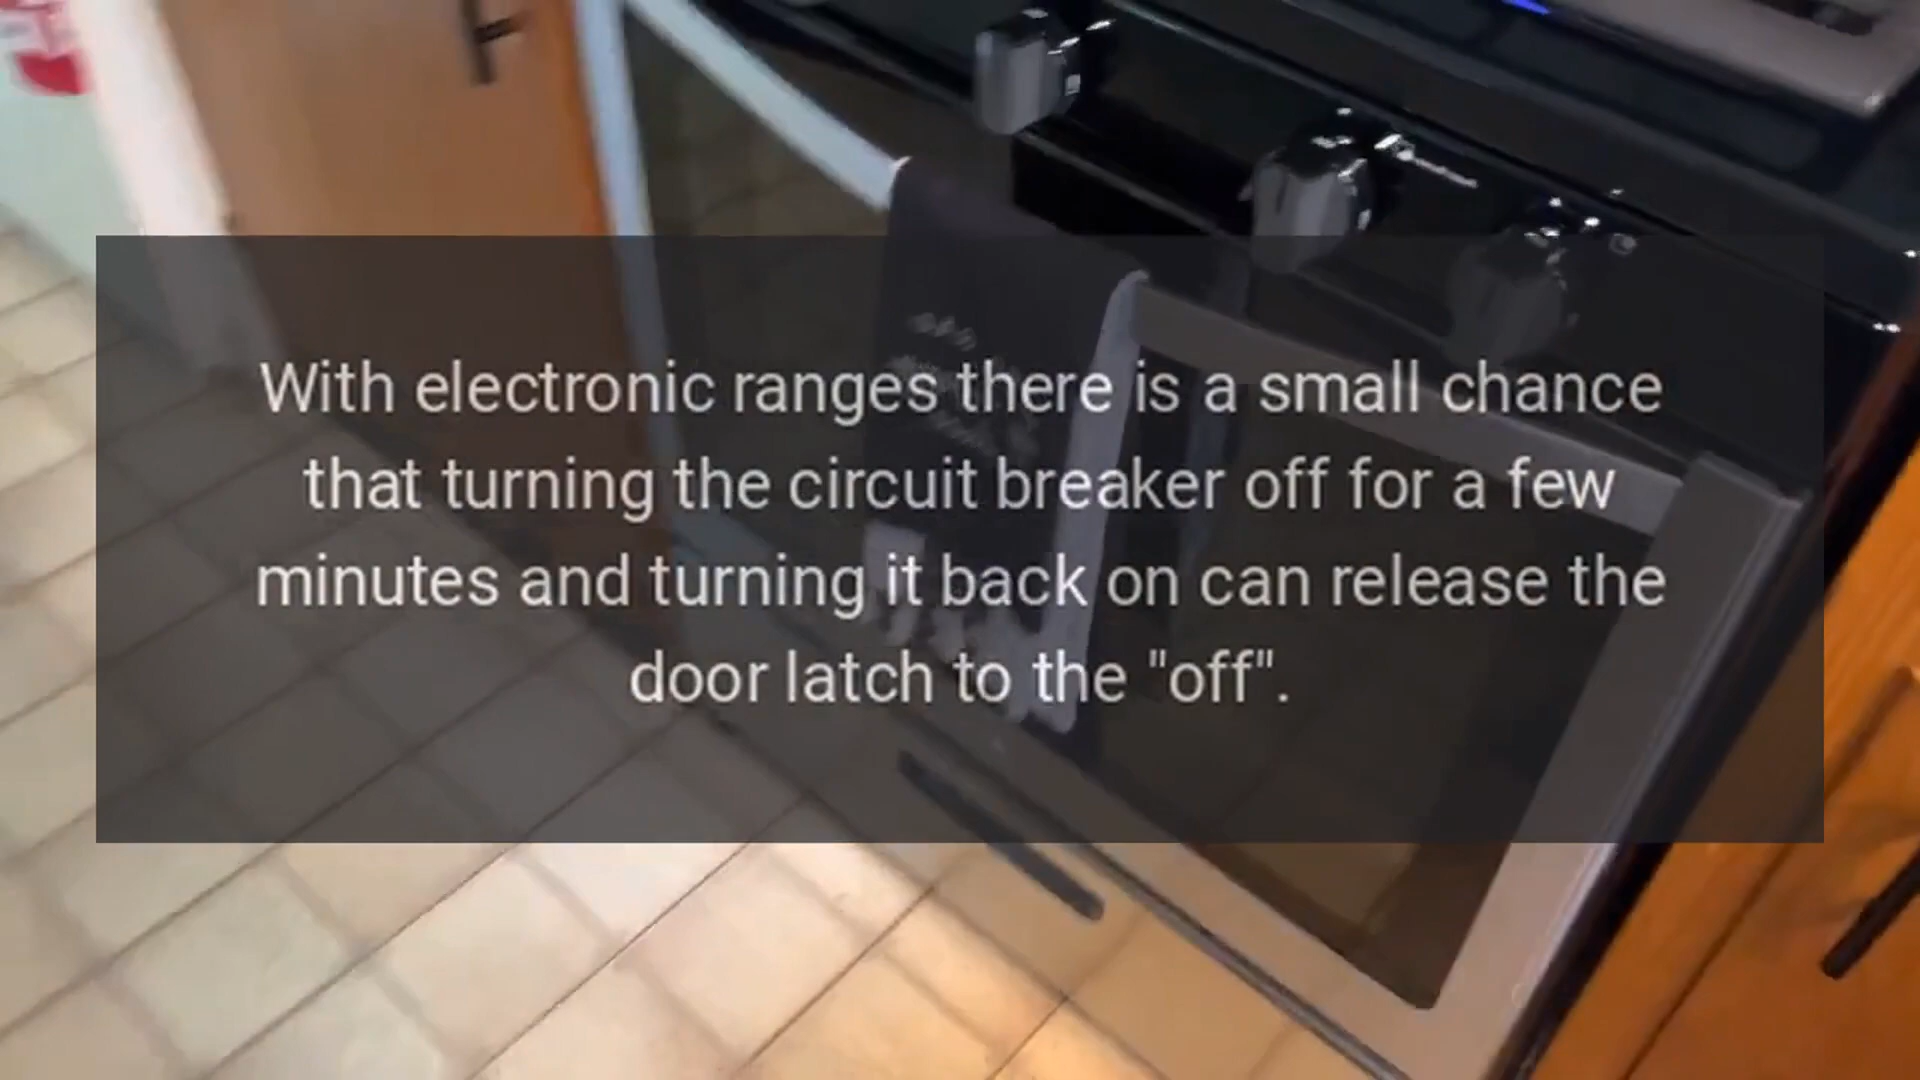 With electronic ranges there is a small chance
that turning the circuit breaker off for a few
minutes and turning it back on can release the
door latch to the "off".